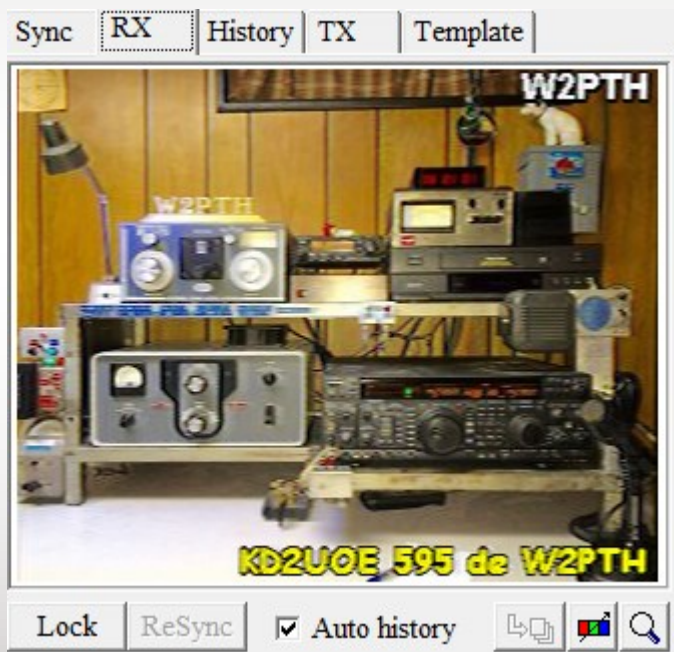 Sync RX History TX Template
W2PTH
W2PTH
KD2UOE 595 de W2PTH
Lock ReSync Auto history